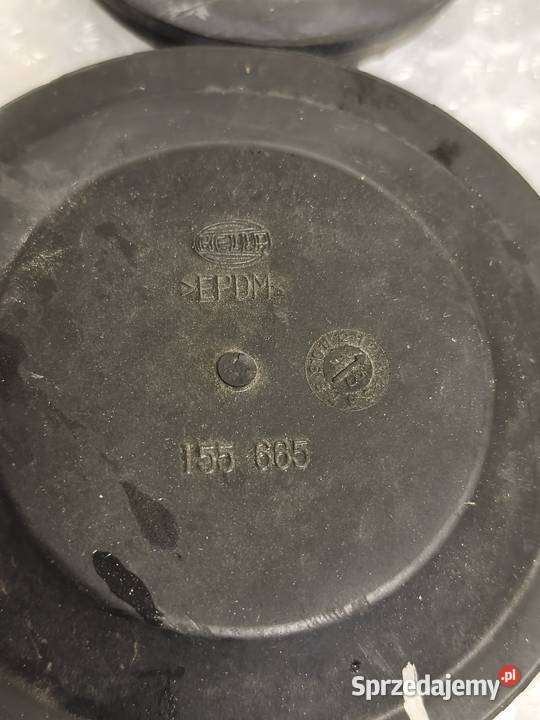 HELLA
>EPDM<
155 665
Sprzedajemy.pl